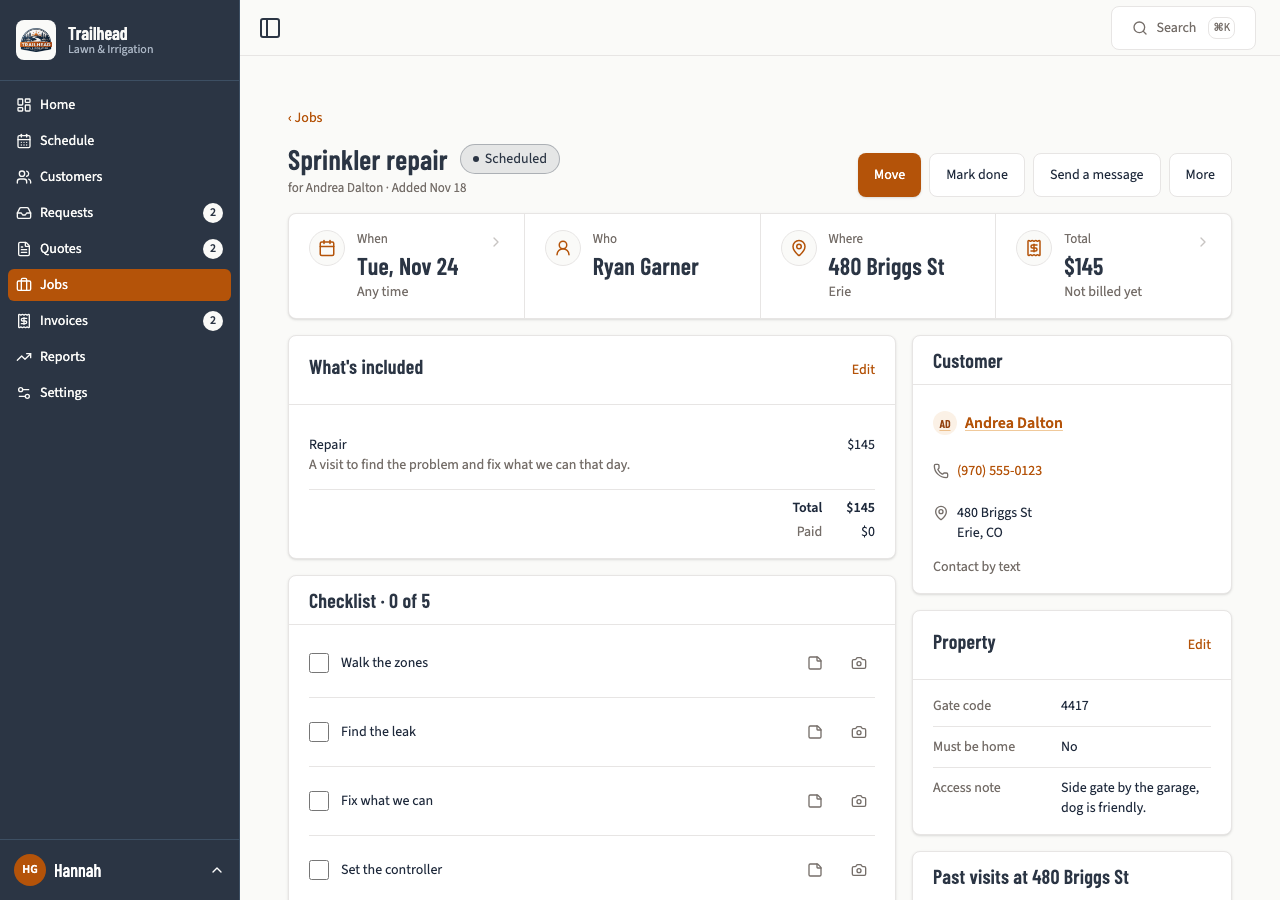 TRAILHEAD
Trailhead
Lawn & Irrigation
Home
Schedule
Customers
Requests 2
Quotes 2
Jobs
Invoices 2
Reports
Settings
HG Hannah
Search ⌘K
‹ Jobs
Sprinkler repair
Scheduled
for Andrea Dalton · Added Nov 18
Move
Mark done
Send a message
More
When
Tue, Nov 24
Any time
Who
Ryan Garner
Where
480 Briggs St
Erie
Total
$145
Not billed yet
What's included
Edit
Repair $145
A visit to find the problem and fix what we can that day.
Total $145
Paid $0
Checklist · 0 of 5
Walk the zones
Find the leak
Fix what we can
Set the controller
Customer
AD Andrea Dalton
(970) 555-0123
480 Briggs St
Erie, CO
Contact by text
Property
Edit
Gate code 4417
Must be home No
Access note Side gate by the garage,
dog is friendly.
Past visits at 480 Briggs St